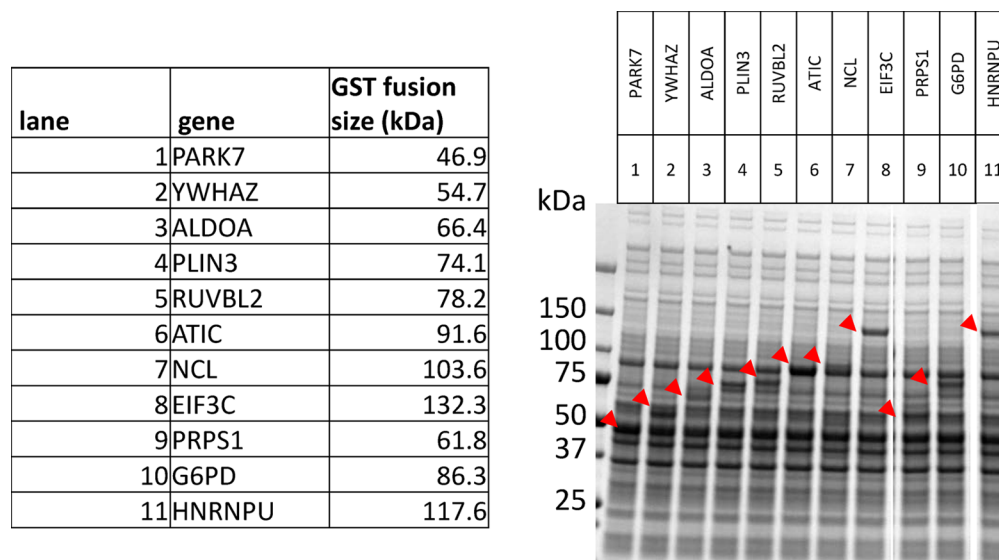 lane gene GST fusion size (kDa)
1 PARK7 46.9
2 YWHAZ 54.7
3 ALDOA 66.4
4 PLIN3 74.1
5 RUVBL2 78.2
6 ATIC 91.6
7 NCL 103.6
8 EIF3C 132.3
9 PRPS1 61.8
10 G6PD 86.3
11 HNRNPU 117.6
PARK7 YWHAZ ALDOA PLIN3 RUVBL2 ATIC NCL EIF3C PRPS1 G6PD HNRNPU
1 2 3 4 5 6 7 8 9 10 11
kDa
150
100
75
50
37
25